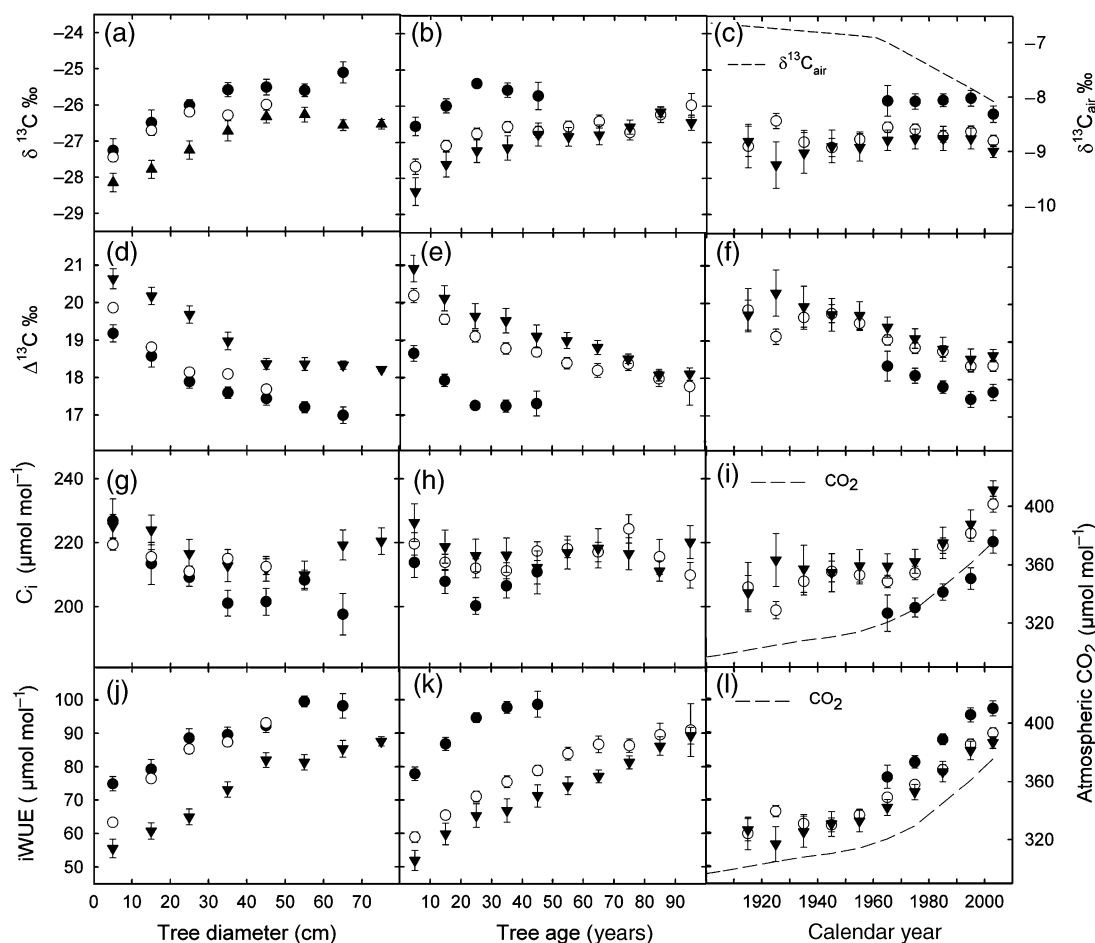 (a)
(b)
(c)
δ¹³C ‰
−24
−25
−26
−27
−28
−29
δ¹³Cair
−7
−8
−9
−10
δ¹³Cair ‰
(d)
(e)
(f)
Δ¹³C ‰
21
20
19
18
17
(g)
(h)
(i)
Ci (μmol mol⁻¹)
240
220
200
CO₂
400
360
320
(j)
(k)
(l)
iWUE ( μmol mol⁻¹)
100
90
80
70
60
50
CO₂
400
360
320
Atmospheric CO₂ (μmol mol⁻¹)
0 10 20 30 40 50 60 70
10 20 30 40 50 60 70 80 90
1920 1940 1960 1980 2000
Tree diameter (cm)
Tree age (years)
Calendar year